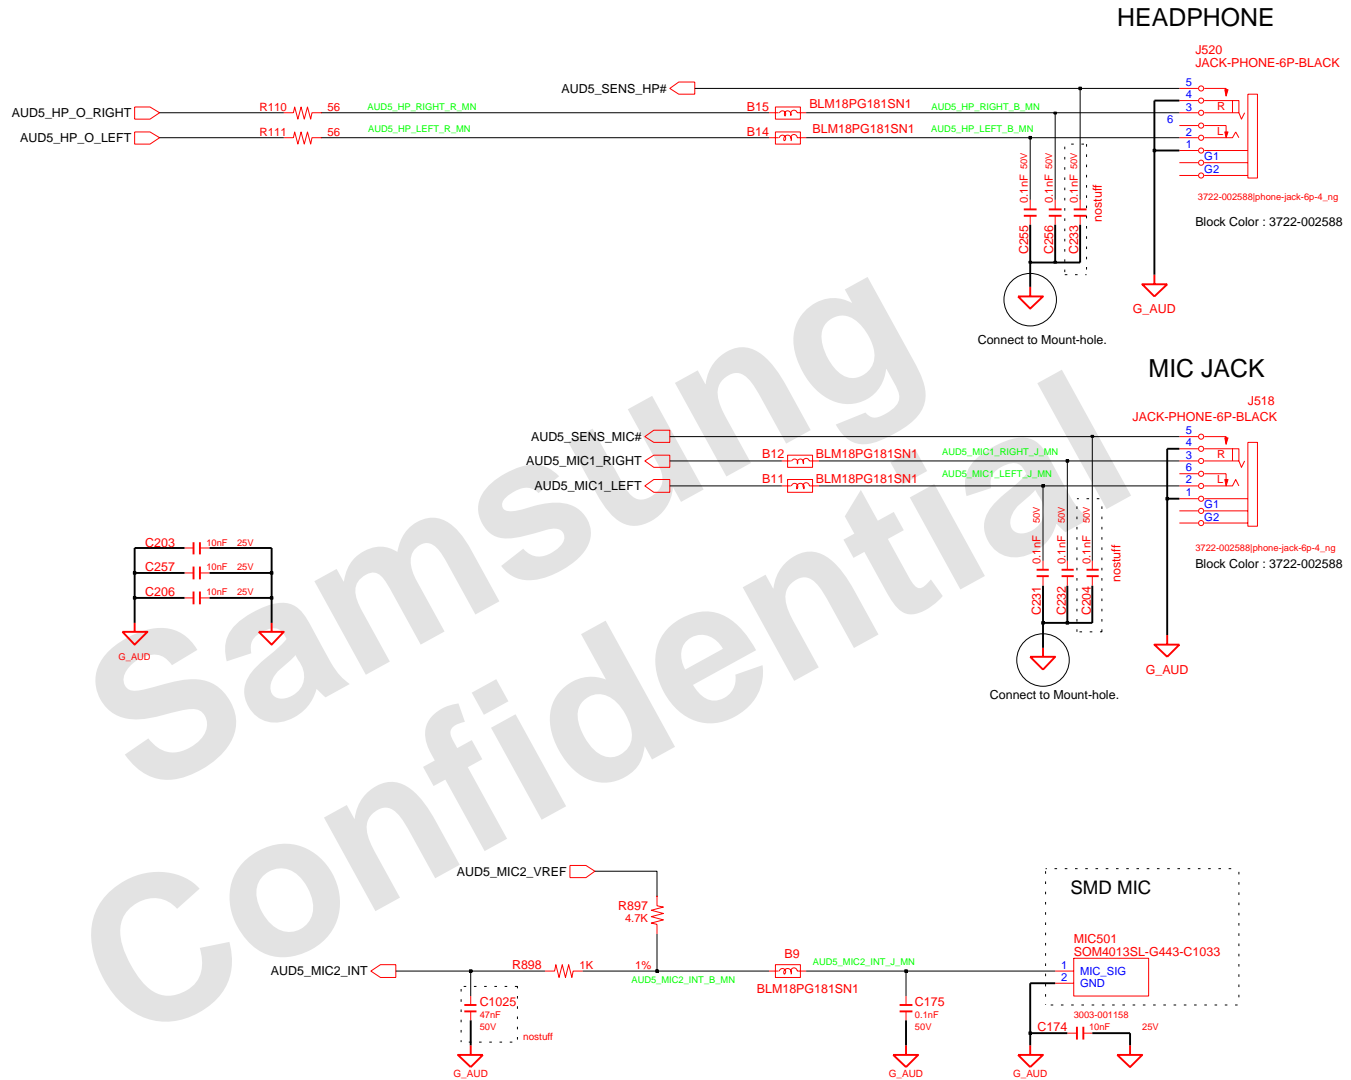 HEADPHONE
J520
JACK-PHONE-6P-BLACK
AUD5_SENS_HP#
5
4
AUD5_HP_O_RIGHT
R110
56
AUD5_HP_RIGHT_R_MN
B15
BLM18PG181SN1
AUD5_HP_RIGHT_B_MN
3
R
6
AUD5_HP_O_LEFT
R111
56
AUD5_HP_LEFT_R_MN
B14
BLM18PG181SN1
AUD5_HP_LEFT_B_MN
2
L
1
G1
G2
0.1nF 50V
0.1nF 50V
0.1nF 50V
nostuff
C255
C256
C233
3722-002588|phone-jack-6p-4_ng
Block Color : 3722-002588
G_AUD
Connect to Mount-hole.
MIC JACK
J518
JACK-PHONE-6P-BLACK
AUD5_SENS_MIC#
5
4
AUD5_MIC1_RIGHT
B12
BLM18PG181SN1
AUD5_MIC1_RIGHT_J_MN
3
R
6
AUD5_MIC1_LEFT
B11
BLM18PG181SN1
AUD5_MIC1_LEFT_J_MN
2
L
1
G1
G2
0.1nF 50V
0.1nF 50V
0.1nF 50V
nostuff
C231
C232
C204
3722-002588|phone-jack-6p-4_ng
Block Color : 3722-002588
C203 10nF 25V
C257 10nF 25V
C206 10nF 25V
G_AUD
G_AUD
Connect to Mount-hole.
Samsung
Confidential
AUD5_MIC2_VREF
R897
4.7K
1%
SMD MIC
MIC501
SOM4013SL-G443-C1033
AUD5_MIC2_INT
R898
1K
AUD5_MIC2_INT_B_MN
B9
BLM18PG181SN1
AUD5_MIC2_INT_J_MN
1
MIC_SIG
2
GND
3003-001158
C1025
47nF
50V
nostuff
C175
0.1nF
50V
C174
10nF
25V
G_AUD
G_AUD
G_AUD